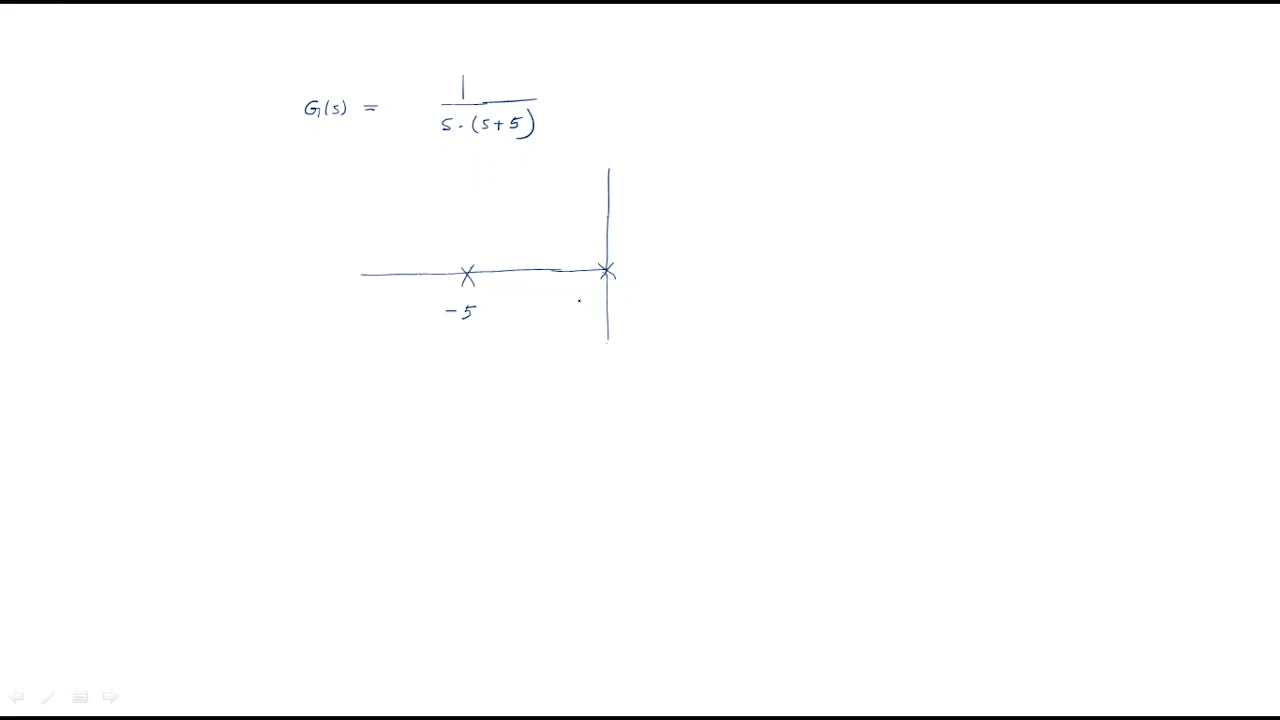 G(s) =
1
s · (s + 5)
-5